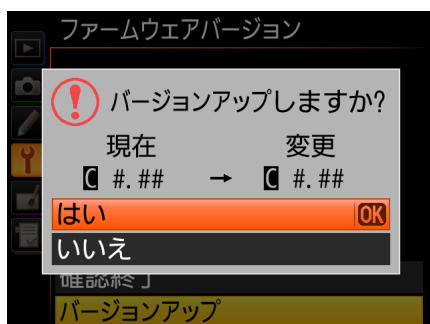 ファームウェアバージョン
バージョンアップしますか?
現在 変更
C #.## → C #.##
はい OK
いいえ
確認終了
バージョンアップ